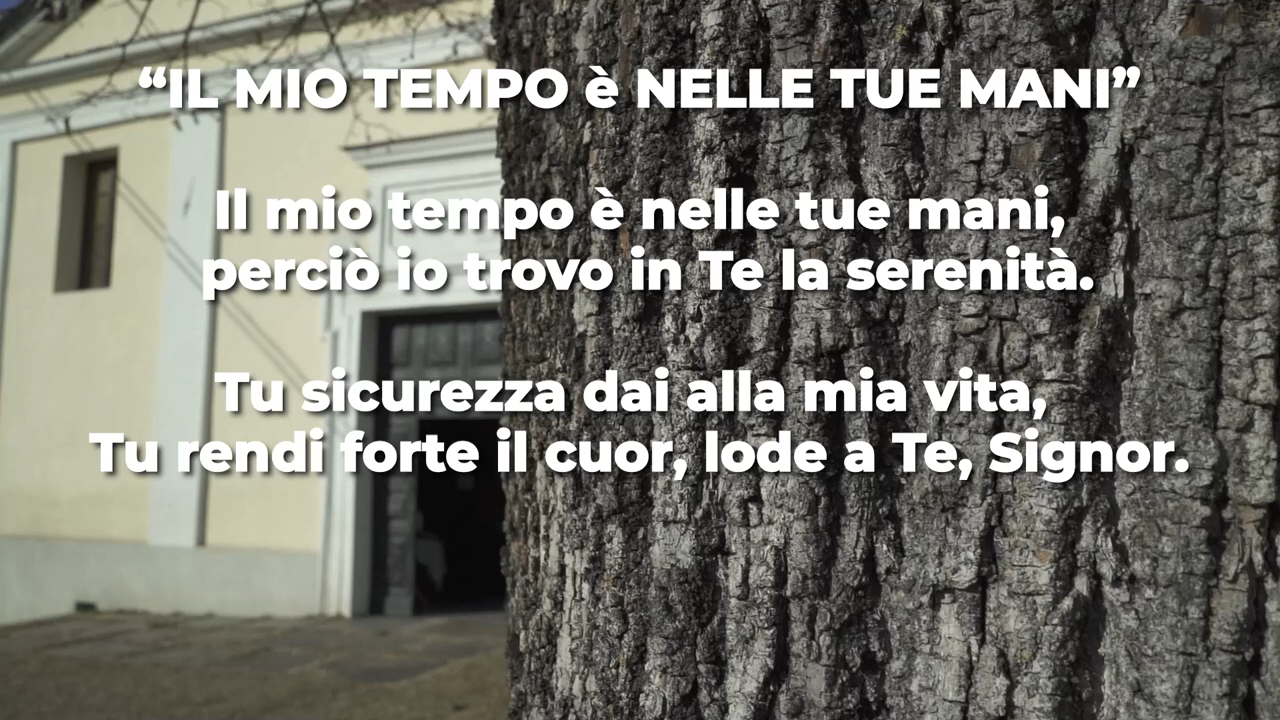 “IL MIO TEMPO è NELLE TUE MANI”
Il mio tempo è nelle tue mani,
perciò io trovo in Te la serenità.
Tu sicurezza dai alla mia vita,
Tu rendi forte il cuor, lode a Te, Signor.